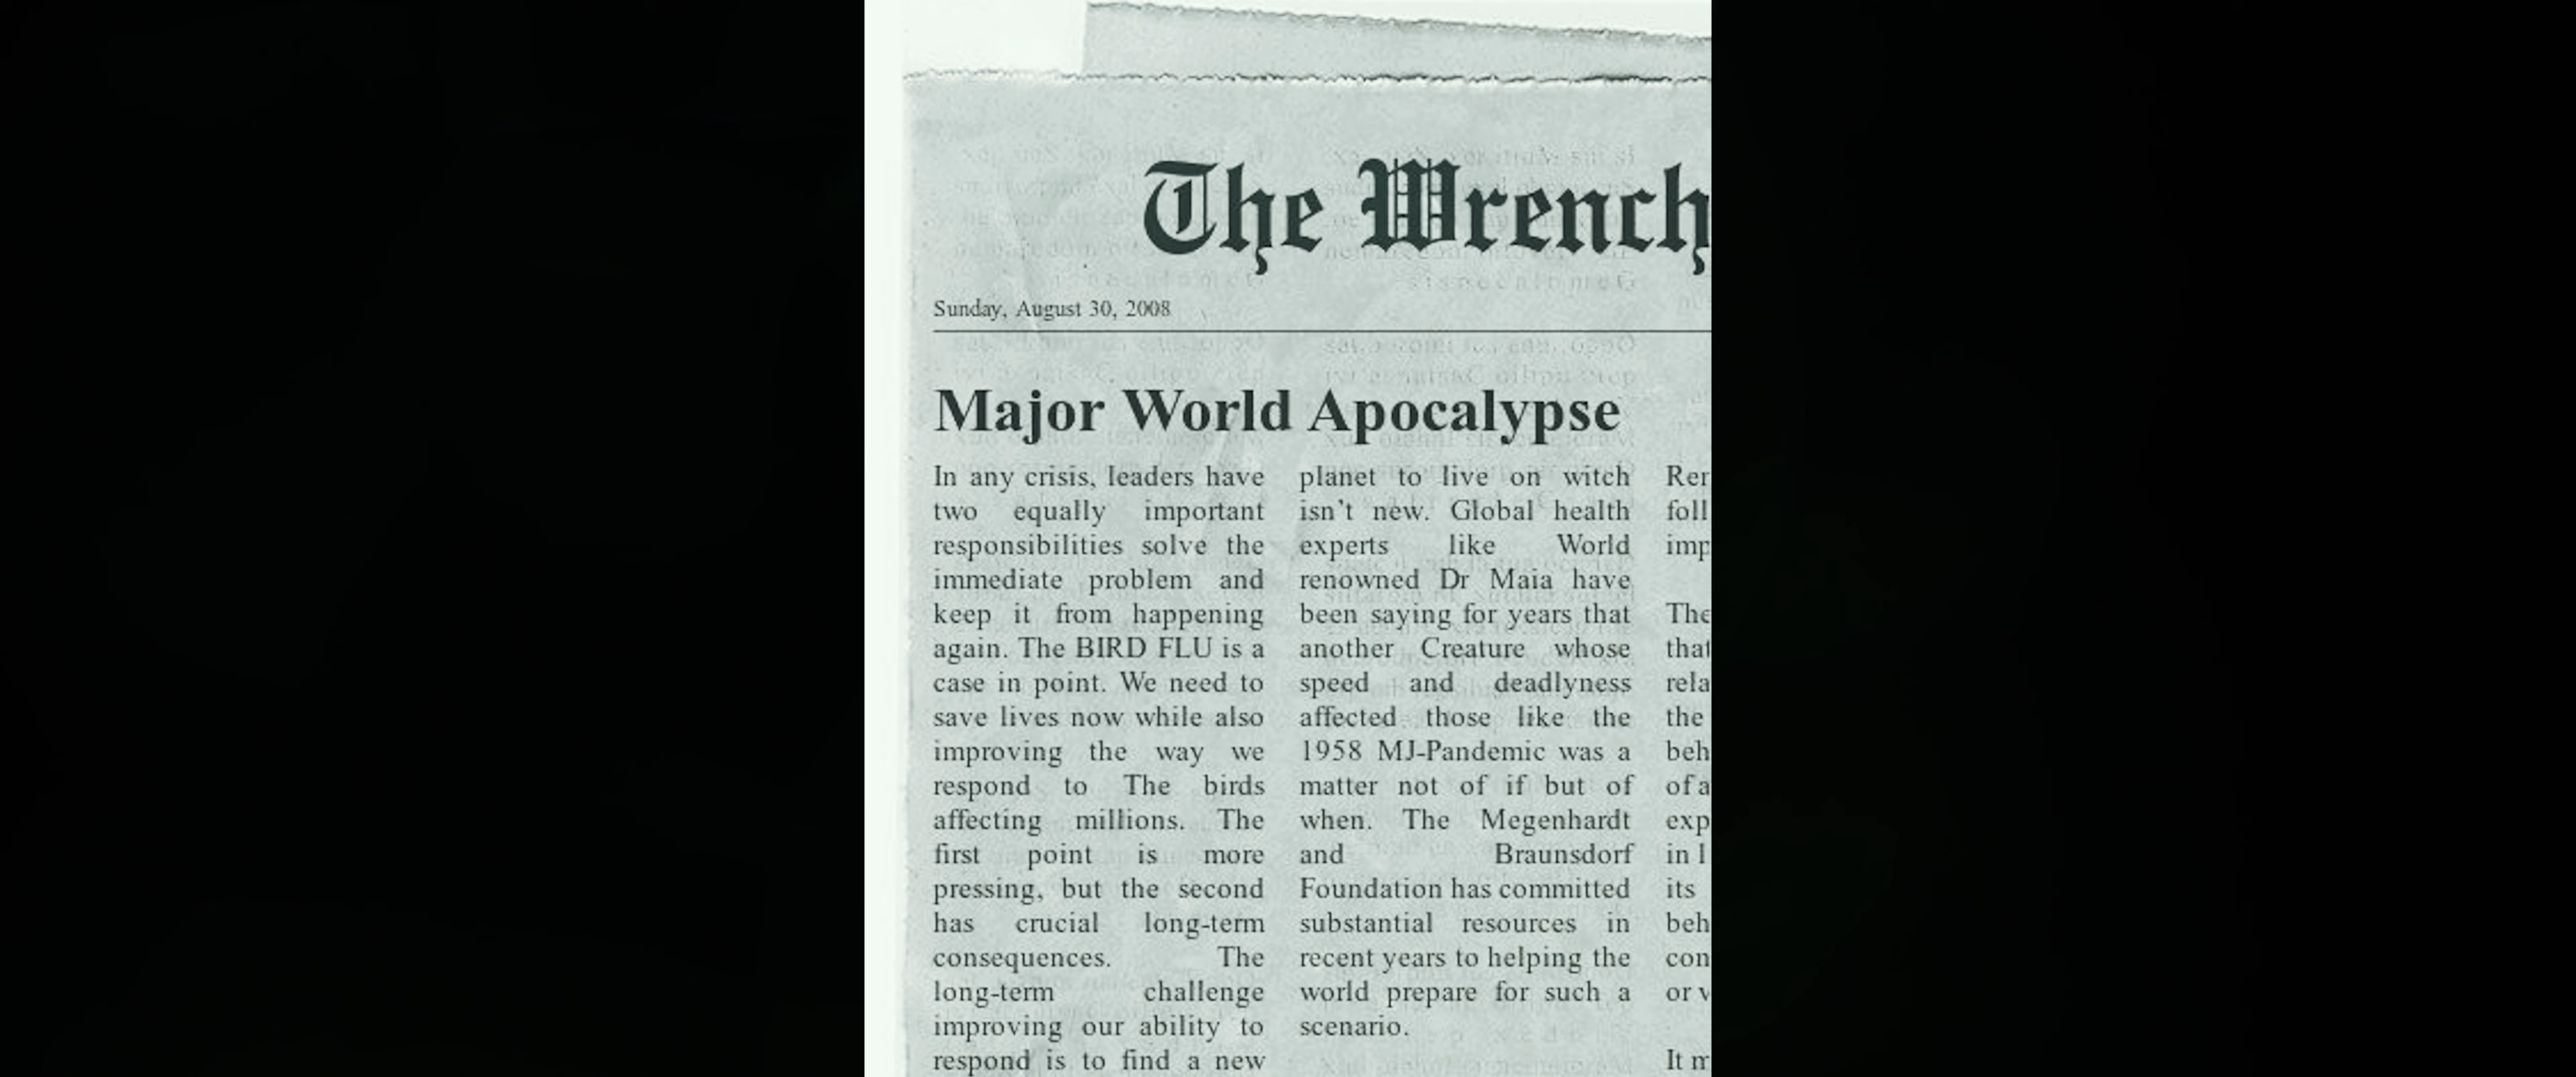 The Wrench
Sunday, August 30, 2008
Major World Apocalypse
In any crisis, leaders have
two equally important
responsibilities solve the
immediate problem and
keep it from happening
again. The BIRD FLU is a
case in point. We need to
save lives now while also
improving the way we
respond to The birds
affecting millions. The
first point is more
pressing, but the second
has crucial long-term
consequences. The
long-term challenge
improving our ability to
respond is to find a new
planet to live on witch
isn't new. Global health
experts like World
renowned Dr Maia have
been saying for years that
another Creature whose
speed and deadlyness
affected those like the
1958 MJ-Pandemic was a
matter not of if but of
when. The Megenhardt
and Braunsdorf
Foundation has committed
substantial resources in
recent years to helping the
world prepare for such a
scenario.
The
the
of a
in
its
or
It